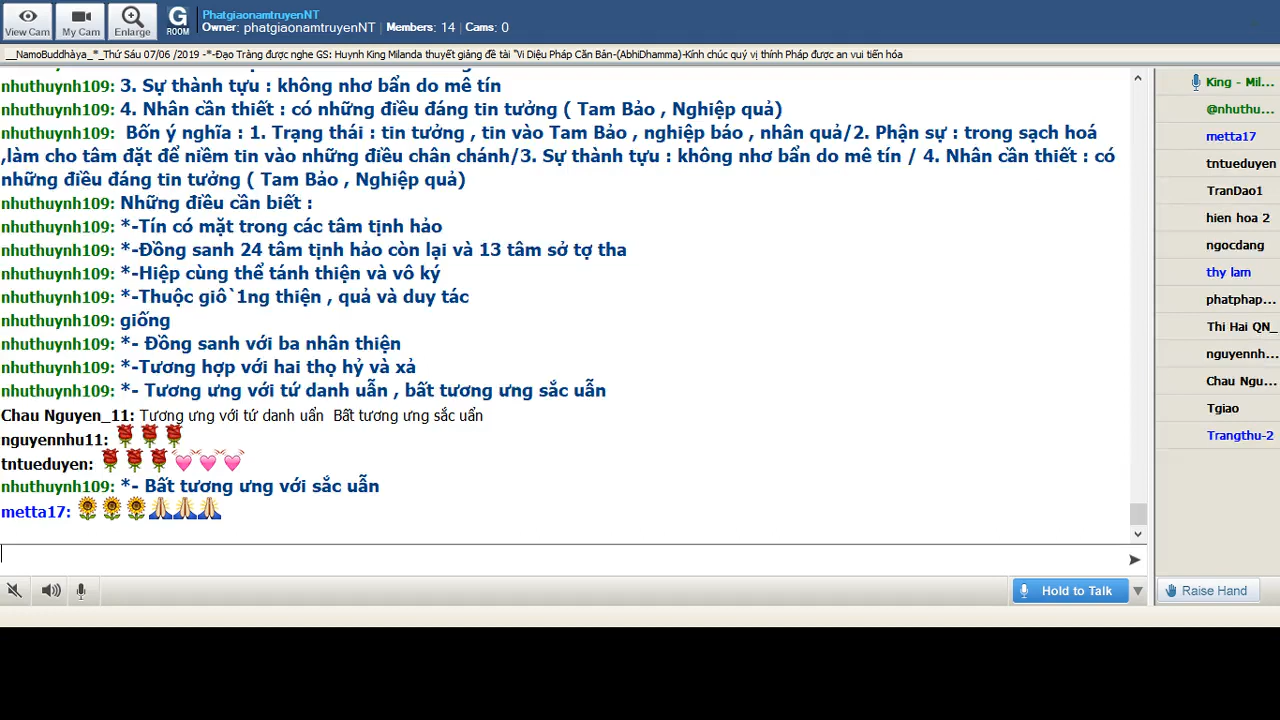 View Cam
My Cam
Enlarge
G
ROOM
PhatgiaonamtruyenNT
Owner: phatgiaonamtruyenNT | Members: 14 | Cams: 0
__NamoBuddhàya_*_Thứ Sáu 07/06 /2019 -*-Đạo Tràng được nghe GS: Huynh King Milanda thuyết giảng đề tài "Vi Diệu Pháp Căn Bản-(AbhiDhamma)-Kính chúc quý vị thính Pháp được an vui tiến hóa
nhuthuynh109: 3. Sự thành tựu : không nhơ bẩn do mê tín
nhuthuynh109: 4. Nhân cần thiết : có những điều đáng tin tưởng ( Tam Bảo , Nghiệp quả)
nhuthuynh109: Bốn ý nghĩa : 1. Trạng thái : tin tưởng , tin vào Tam Bảo , nghiệp báo , nhân quả/2. Phận sự : trong sạch hoá
,làm cho tâm đặt để niềm tin vào những điều chân chánh/3. Sự thành tựu : không nhơ bẩn do mê tín / 4. Nhân cần thiết : có
những điều đáng tin tưởng ( Tam Bảo , Nghiệp quả)
nhuthuynh109: Những điều cần biết :
nhuthuynh109: *-Tín có mặt trong các tâm tịnh hảo
nhuthuynh109: *-Đồng sanh 24 tâm tịnh hảo còn lại và 13 tâm sở tợ tha
nhuthuynh109: *-Hiệp cùng thể tánh thiện và vô ký
nhuthuynh109: *-Thuộc giô`1ng thiện , quả và duy tác
nhuthuynh109: giống
nhuthuynh109: *- Đồng sanh với ba nhân thiện
nhuthuynh109: *-Tương hợp với hai thọ hỷ và xả
nhuthuynh109: *- Tương ưng với tứ danh uẫn , bất tương ưng sắc uẫn
Chau Nguyen_11: Tương ưng với tứ danh uẩn Bất tương ưng sắc uẩn
nguyennhu11:
tntueduyen:
nhuthuynh109: *- Bất tương ưng với sắc uẫn
metta17:
Hold to Talk
King - Mil...
@nhuthu...
metta17
tntueduyen
TranDao1
hien hoa 2
ngocdang
thy lam
phatphap...
Thi Hai QN_
nguyennh...
Chau Ngu...
Tgiao
Trangthu-2
Raise Hand